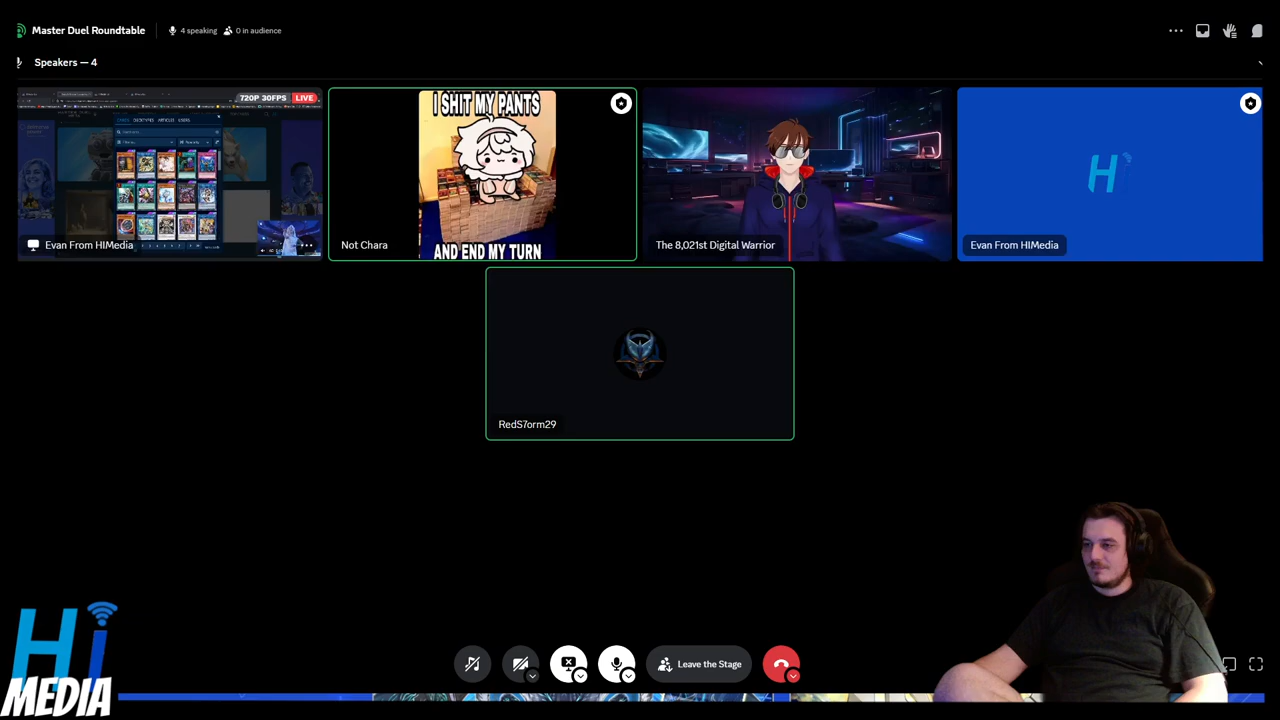 Master Duel Roundtable
4 speaking
0 in audience
Speakers — 4
720P 30FPS
LIVE
Evan From HIMedia
I SHIT MY PANTS
AND END MY TURN
Not Chara
The 8,021st Digital Warrior
Hi
Evan From HIMedia
RedS7orm29
Leave the Stage
Hi
MEDIA